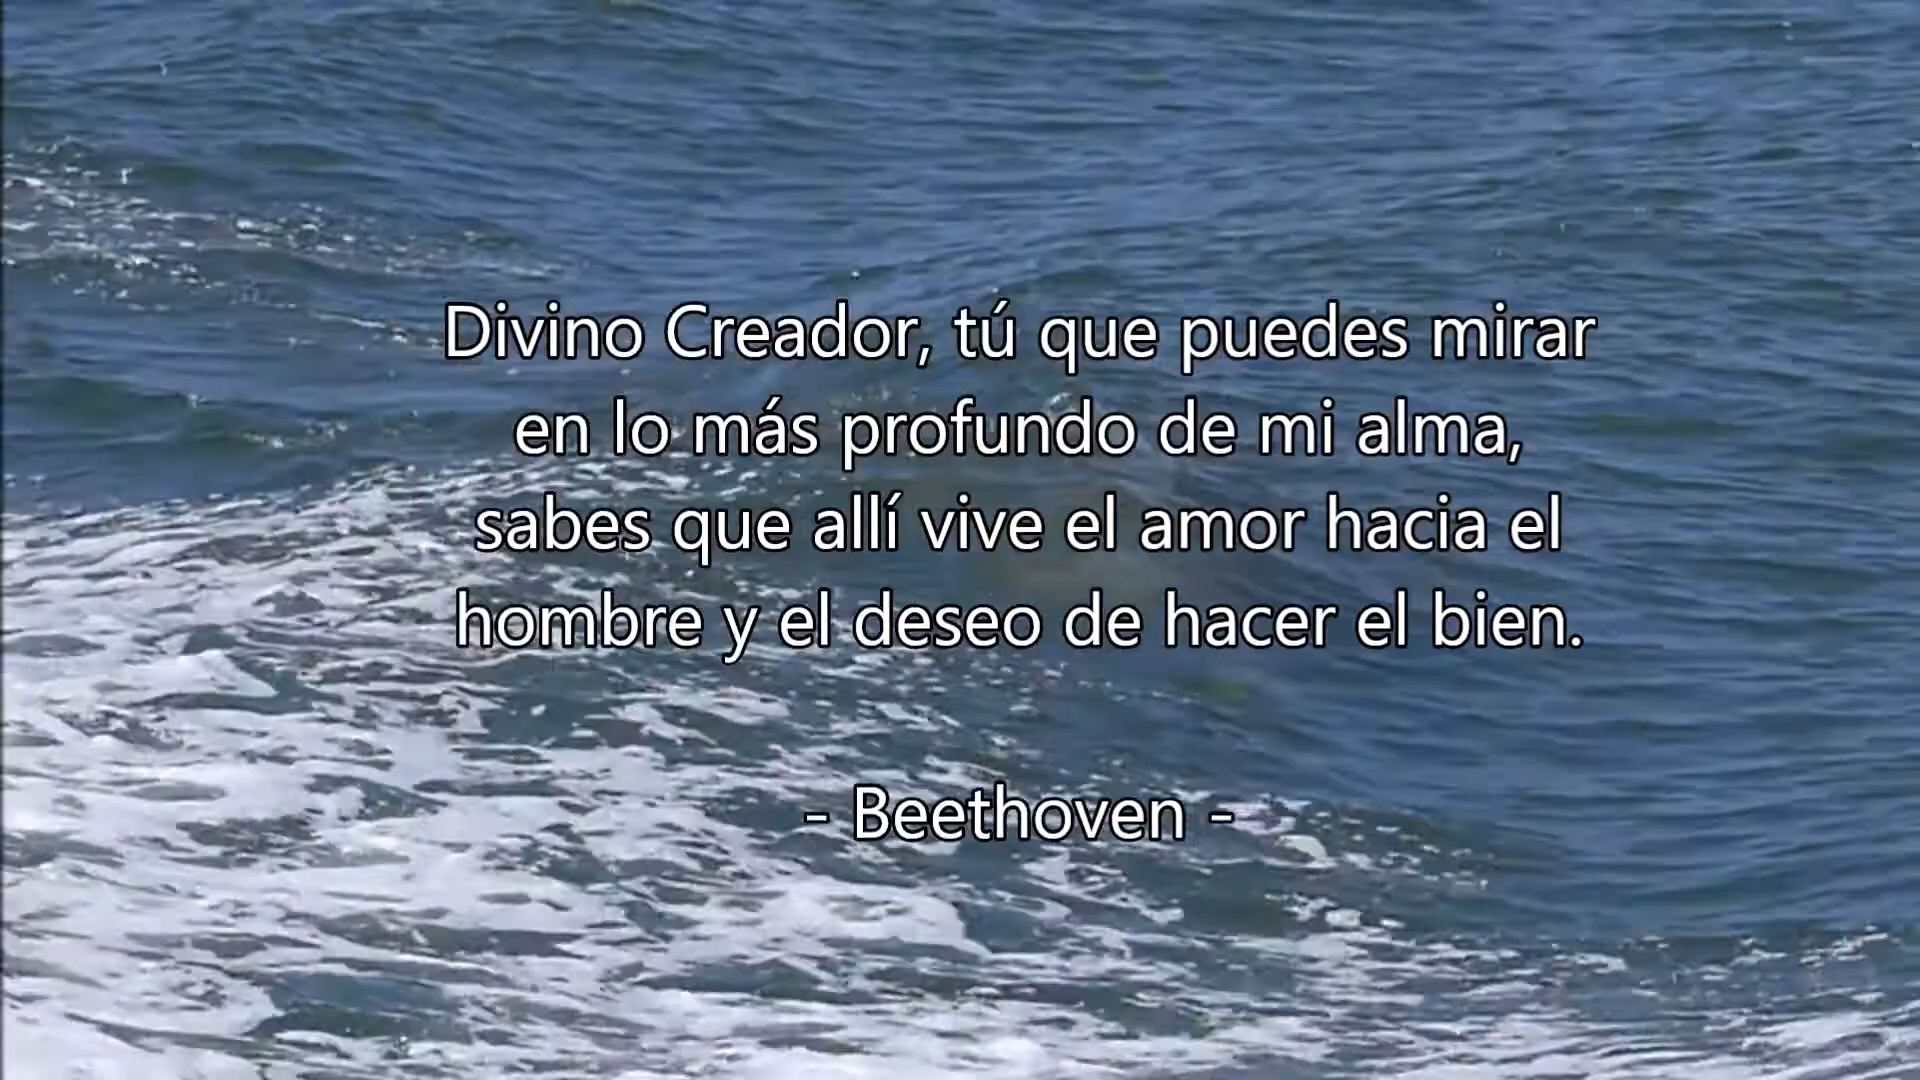 Divino Creador, tú que puedes mirar
en lo más profundo de mi alma,
sabes que allí vive el amor hacia el
hombre y el deseo de hacer el bien.
- Beethoven -